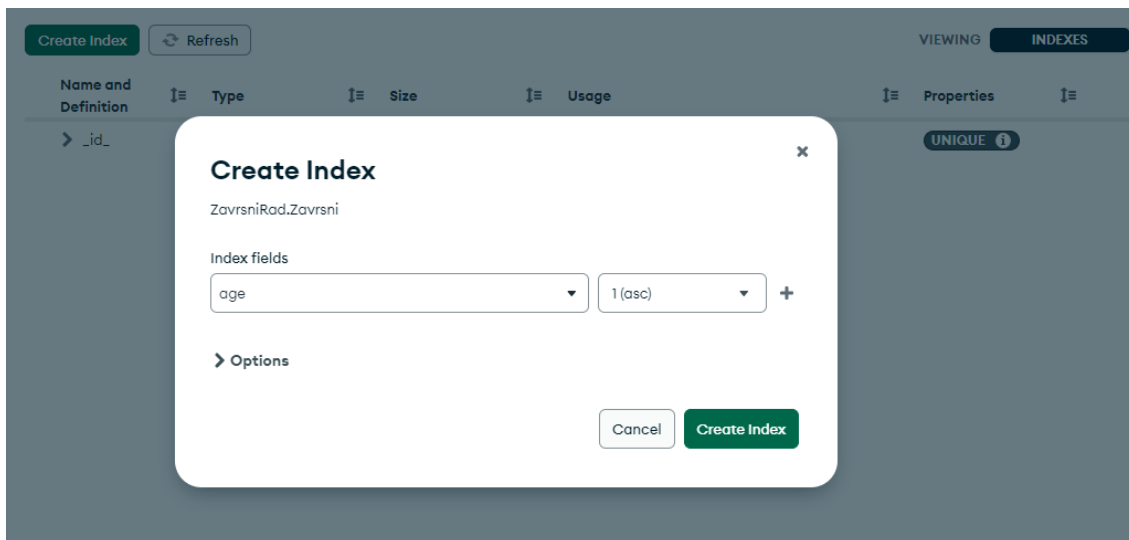 Create Index Refresh VIEWING INDEXES
Name and Definition Type Size Usage Properties
_id_ UNIQUE
Create Index
ZavrsniRad.Zavrsni
Index fields
age 1 (asc)
Options
Cancel Create Index